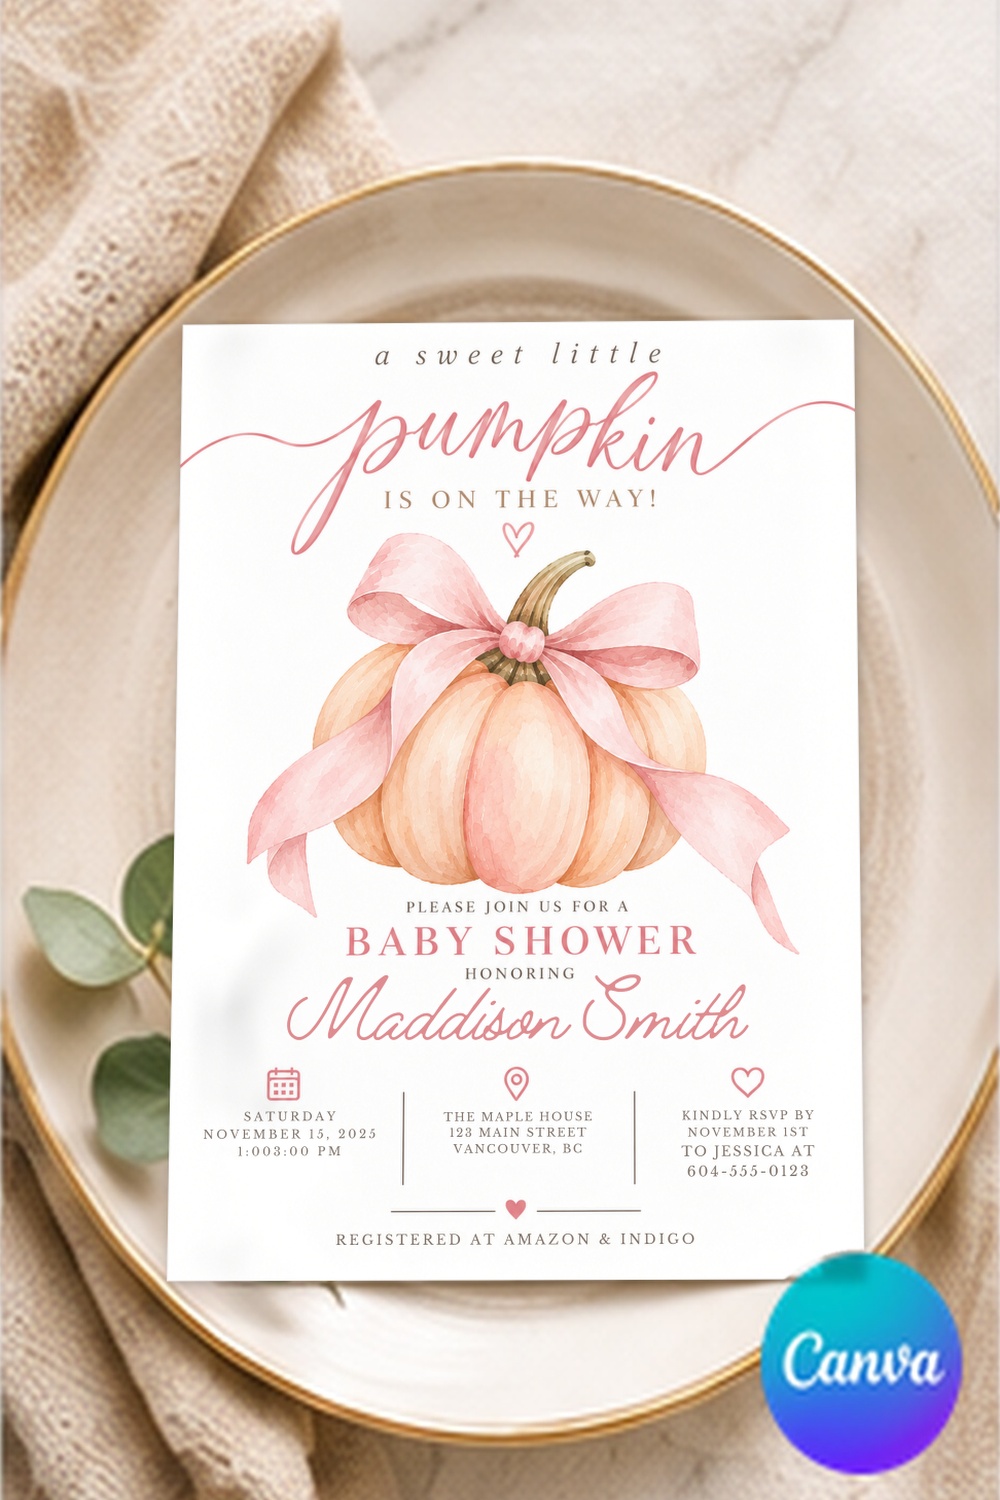 a sweet little
pumpkin
IS ON THE WAY!
PLEASE JOIN US FOR A
BABY SHOWER
HONORING
Maddison Smith
SATURDAY
NOVEMBER 15, 2025
1:003:00 PM
THE MAPLE HOUSE
123 MAIN STREET
VANCOUVER, BC
KINDLY RSVP BY
NOVEMBER 1ST
TO JESSICA AT
604-555-0123
REGISTERED AT AMAZON & INDIGO
Canva